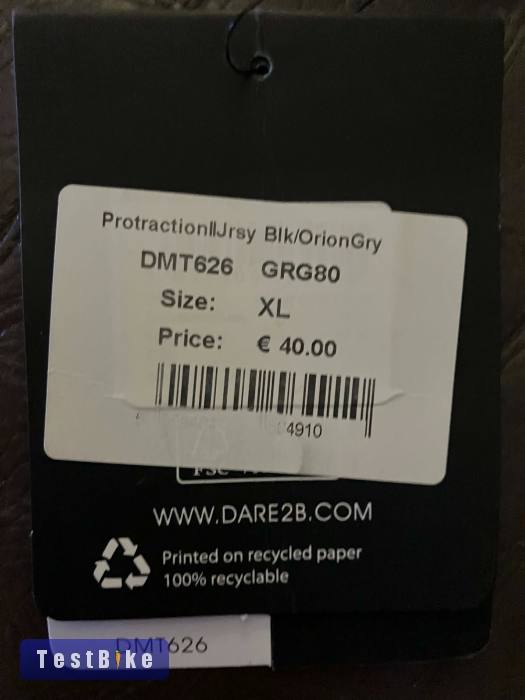 ProtractionIIJrsy Blk/OrionGry
DMT626 GRG80
Size: XL
Price: € 40.00
4910
FSC
WWW.DARE2B.COM
Printed on recycled paper
100% recyclable
DMT626
TestBike